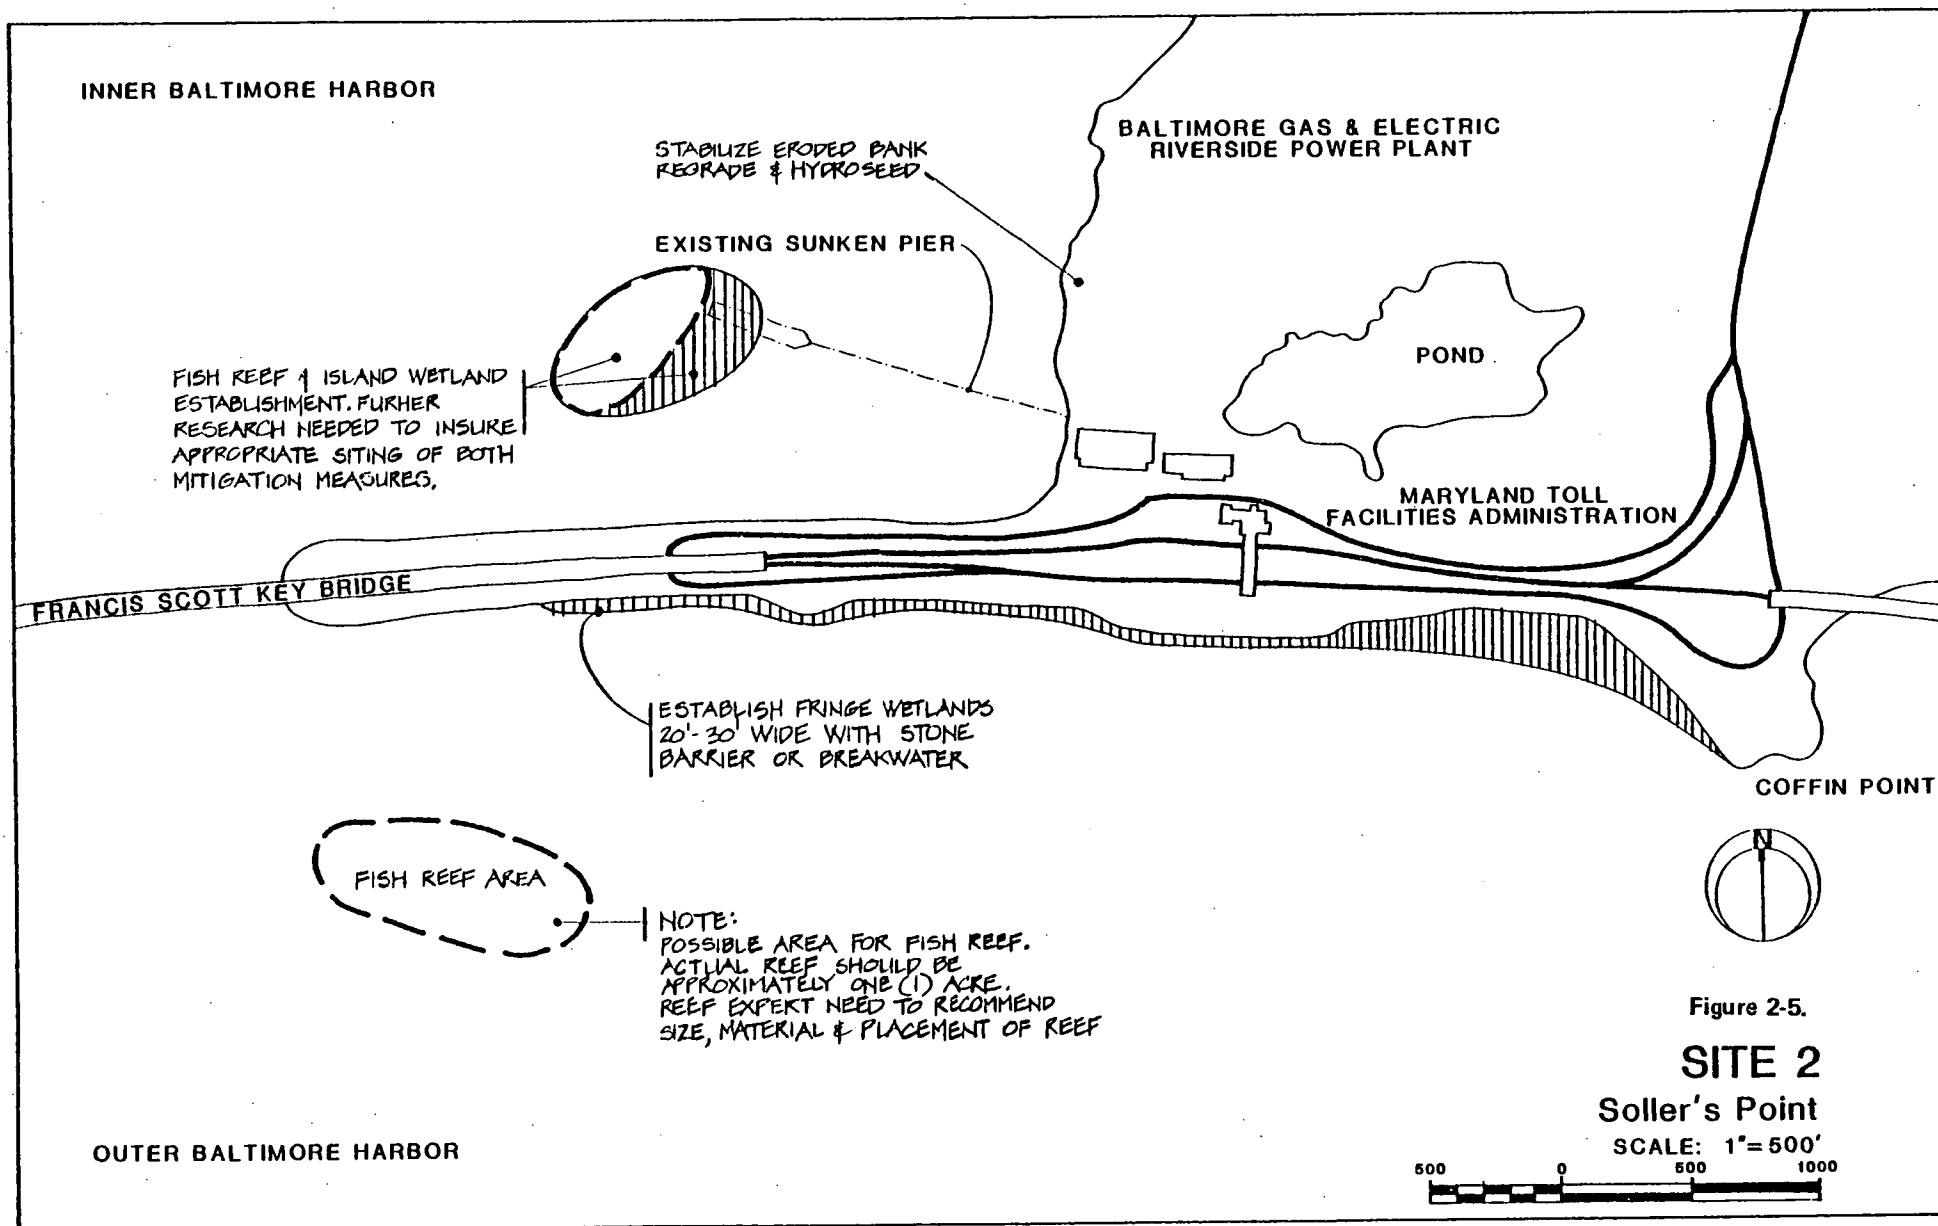 INNER BALTIMORE HARBOR
BALTIMORE GAS & ELECTRIC
RIVERSIDE POWER PLANT
STABILIZE ERODED BANK
REGRADE & HYDROSEED
EXISTING SUNKEN PIER
POND
FISH REEF & ISLAND WETLAND
ESTABLISHMENT. FURHER
RESEARCH NEEDED TO INSURE
APPROPRIATE SITING OF BOTH
MITIGATION MEASURES,
MARYLAND TOLL
FACILITIES ADMINISTRATION
FRANCIS SCOTT KEY BRIDGE
ESTABLISH FRINGE WETLANDS
20'-30' WIDE WITH STONE
BARRIER OR BREAKWATER
COFFIN POINT
N
FISH REEF AREA
NOTE:
POSSIBLE AREA FOR FISH REEF.
ACTUAL REEF SHOULD BE
APPROXIMATELY ONE (1) ACRE.
REEF EXPERT NEED TO RECOMMEND
SIZE, MATERIAL & PLACEMENT OF REEF
Figure 2-5.
SITE 2
Soller's Point
SCALE: 1"=500'
500 0 500 1000
OUTER BALTIMORE HARBOR